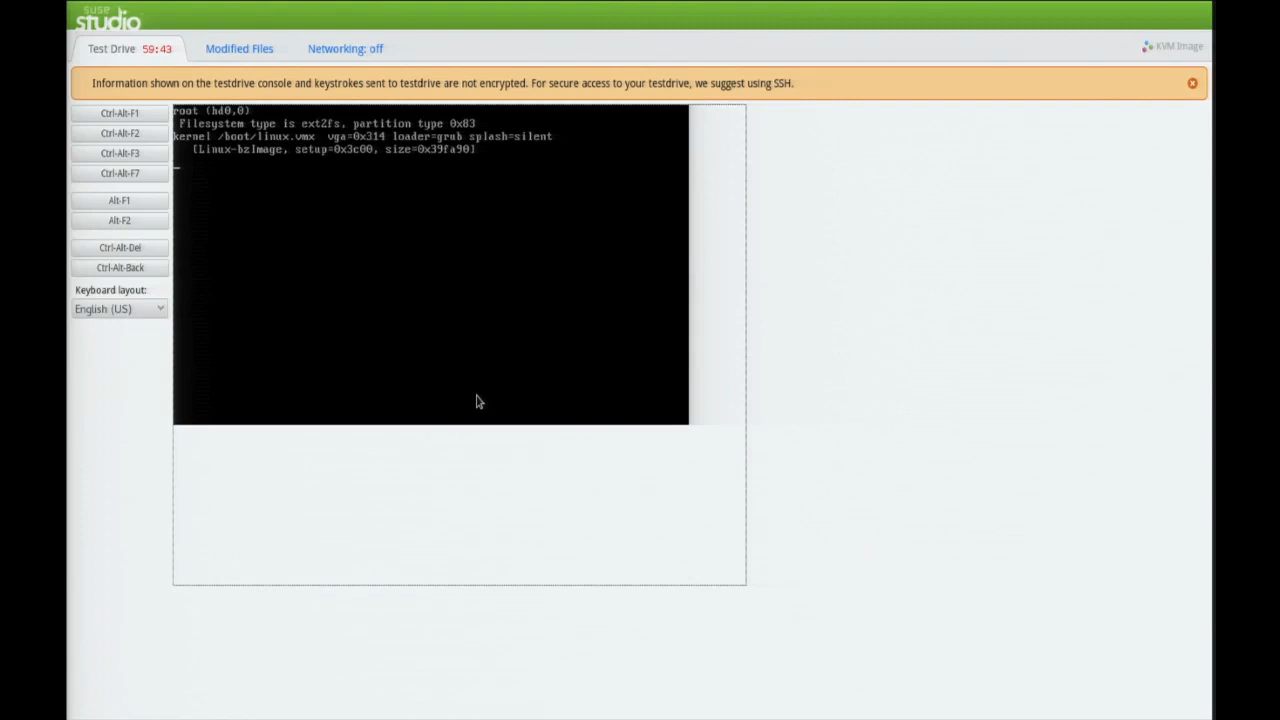 suse
studio
Test Drive 59:43
Modified Files
Networking: off
KVM Image
Information shown on the testdrive console and keystrokes sent to testdrive are not encrypted. For secure access to your testdrive, we suggest using SSH.
Ctrl-Alt-F1
Ctrl-Alt-F2
Ctrl-Alt-F3
Ctrl-Alt-F7
Alt-F1
Alt-F2
Ctrl-Alt-Del
Ctrl-Alt-Back
Keyboard layout:
English (US)
root (hd0,0)
Filesystem type is ext2fs, partition type 0x83
kernel /boot/linux.vmx vga=0x314 loader=grub splash=silent
[Linux-bzImage, setup=0x3c00, size=0x39fa90]